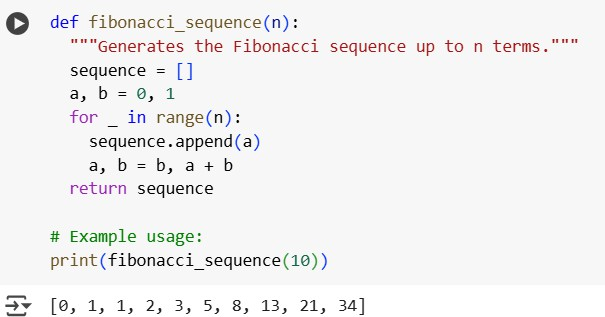 def fibonacci_sequence(n):
  """Generates the Fibonacci sequence up to n terms."""
  sequence = []
  a, b = 0, 1
  for _ in range(n):
    sequence.append(a)
    a, b = b, a + b
  return sequence

# Example usage:
print(fibonacci_sequence(10))
[0, 1, 1, 2, 3, 5, 8, 13, 21, 34]